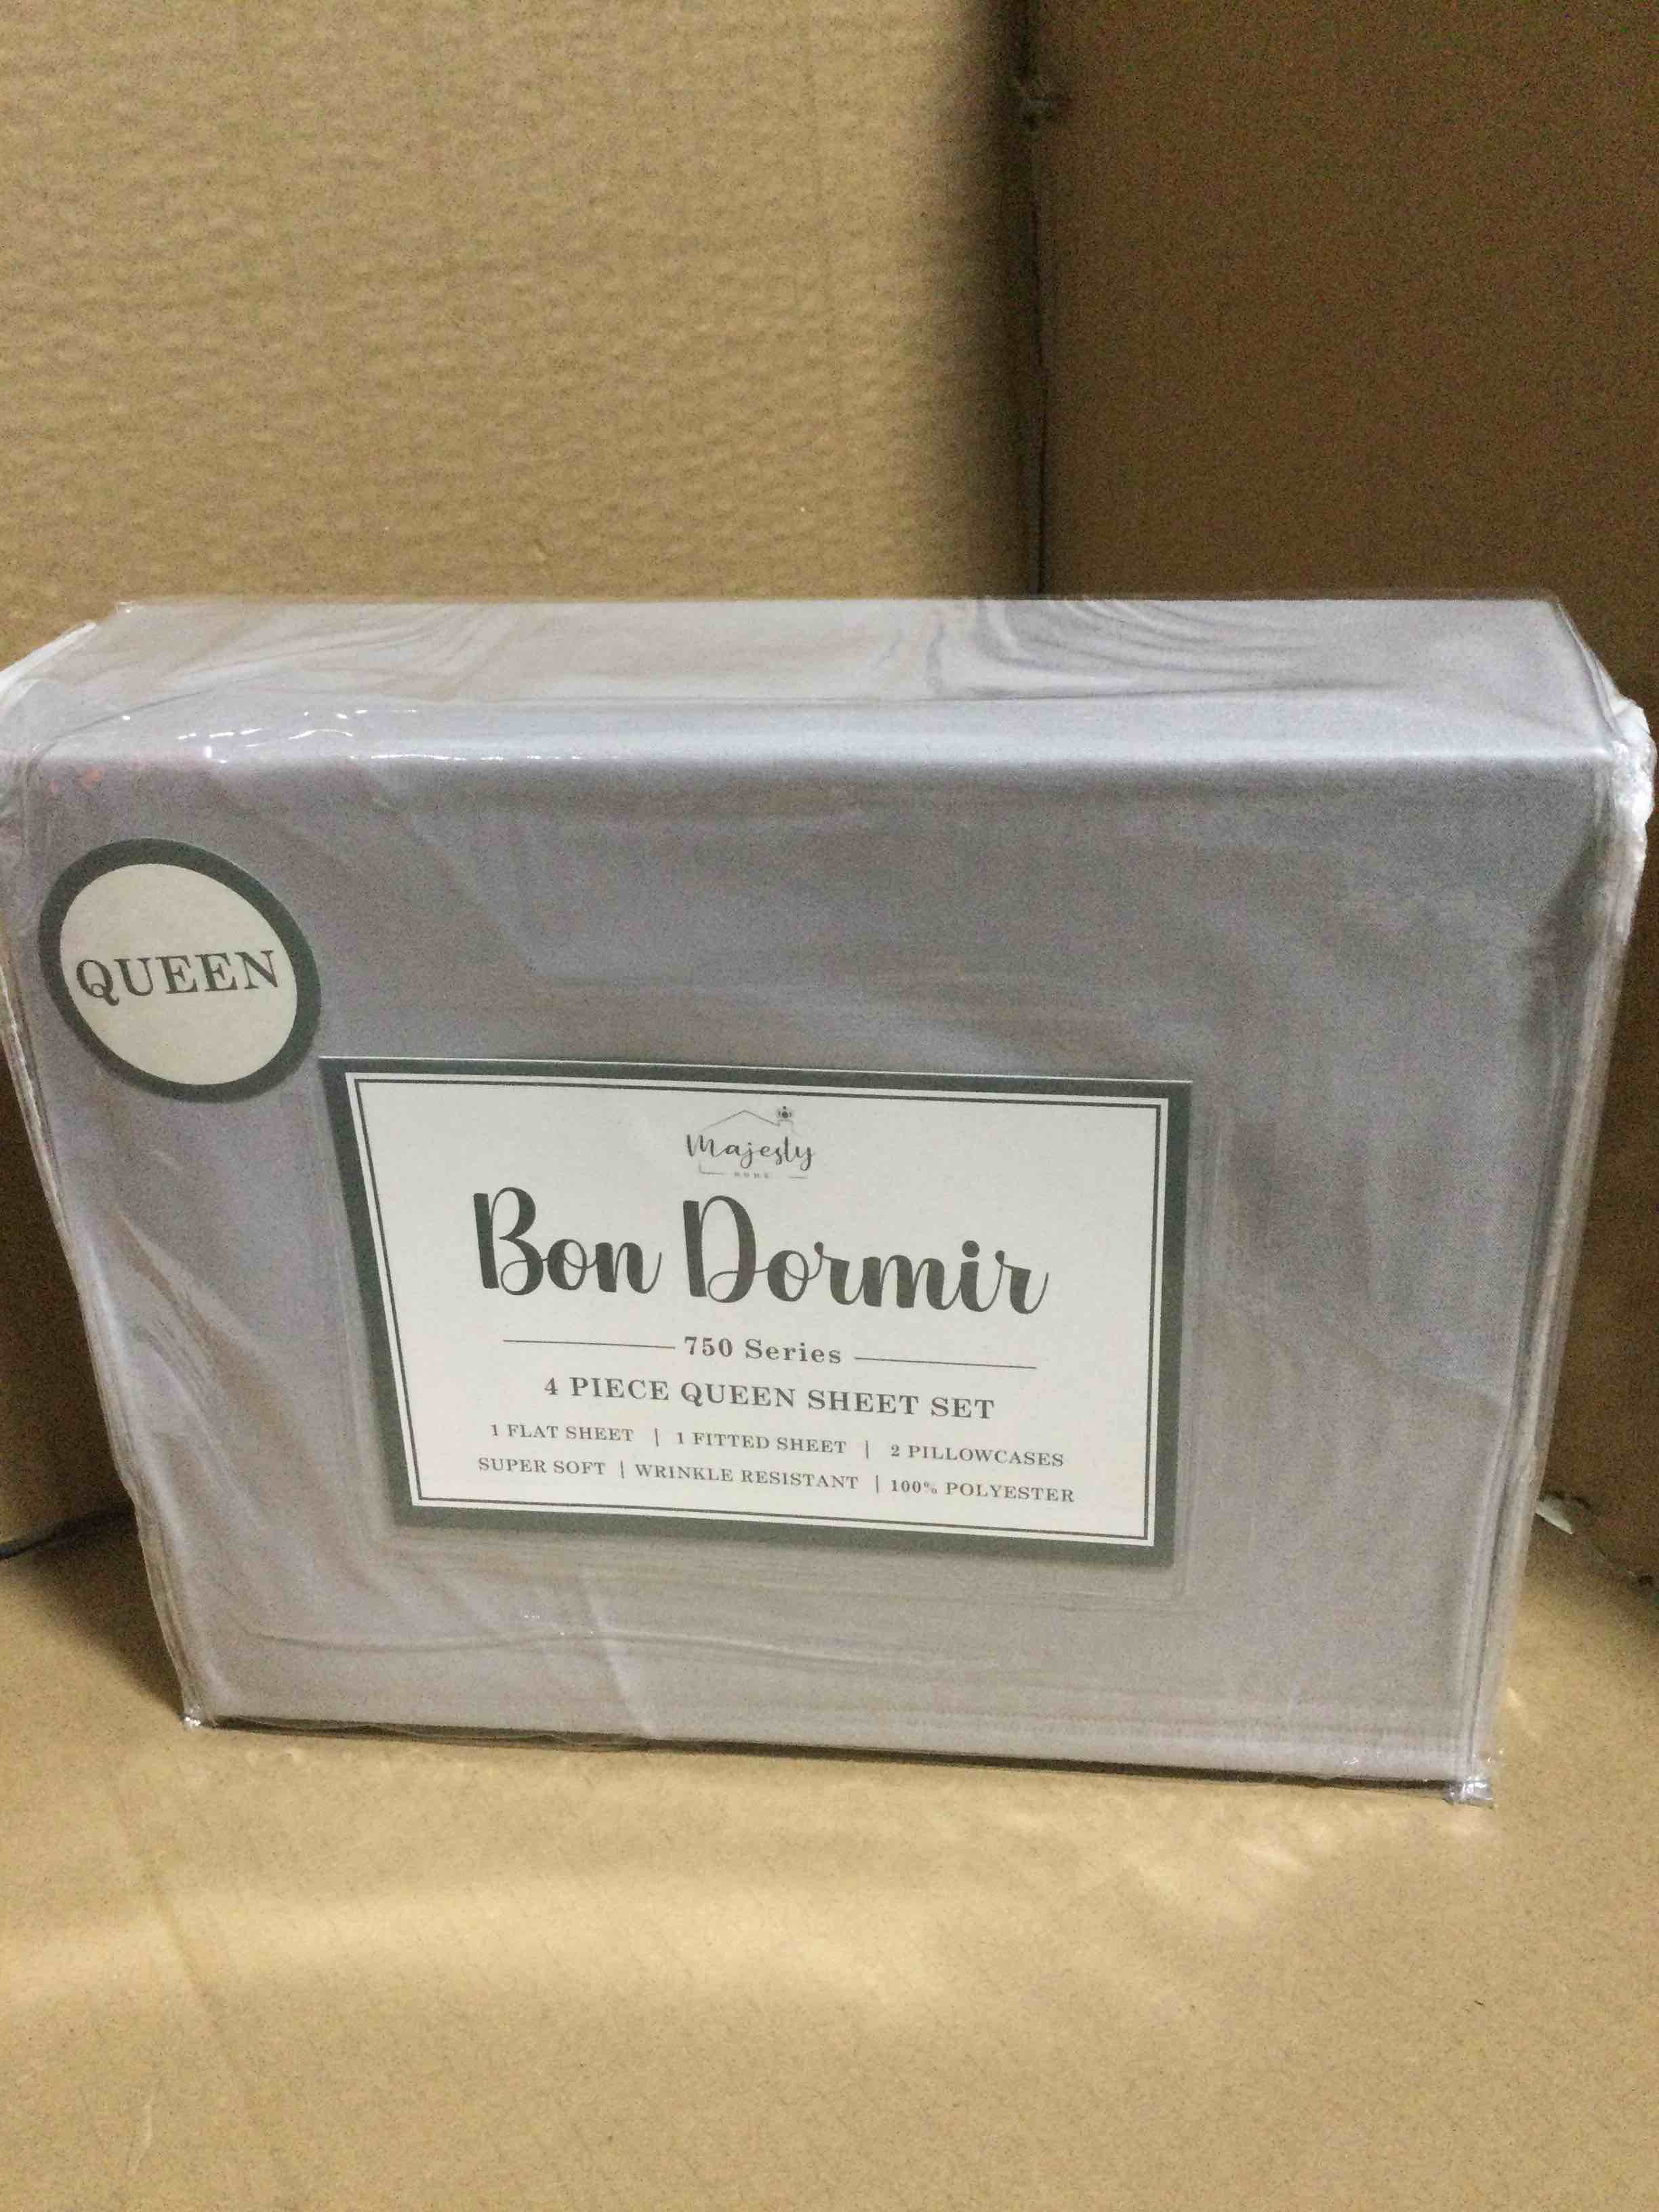 QUEEN
Majesty
HOME
Bon Dormir
750 Series
4 PIECE QUEEN SHEET SET
1 FLAT SHEET | 1 FITTED SHEET | 2 PILLOWCASES
SUPER SOFT | WRINKLE RESISTANT | 100% POLYESTER